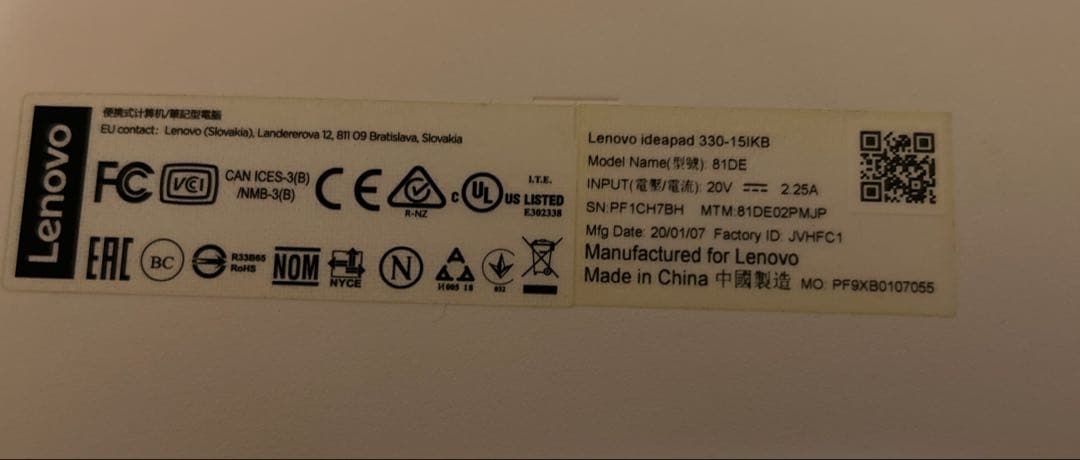 Lenovo
便携式计算机/筆記型電腦
EU contact: Lenovo (Slovakia), Landererova 12, 811 09 Bratislava, Slovakia
FC VCI CAN ICES-3(B)
/NMB-3(B)
CE
R-NZ
c UL US LISTED
I.T.E.
E302338
EAC
BC
R33B65
RoHS
NOM
NYCE
N
И005 18
032
Lenovo ideapad 330-15IKB
Model Name(型號): 81DE
INPUT(電壓/電流): 20V ⎓ 2.25A
SN:PF1CH7BH MTM:81DE02PMJP
Mfg Date: 20/01/07 Factory ID: JVHFC1
Manufactured for Lenovo
Made in China 中國製造 MO: PF9XB0107055